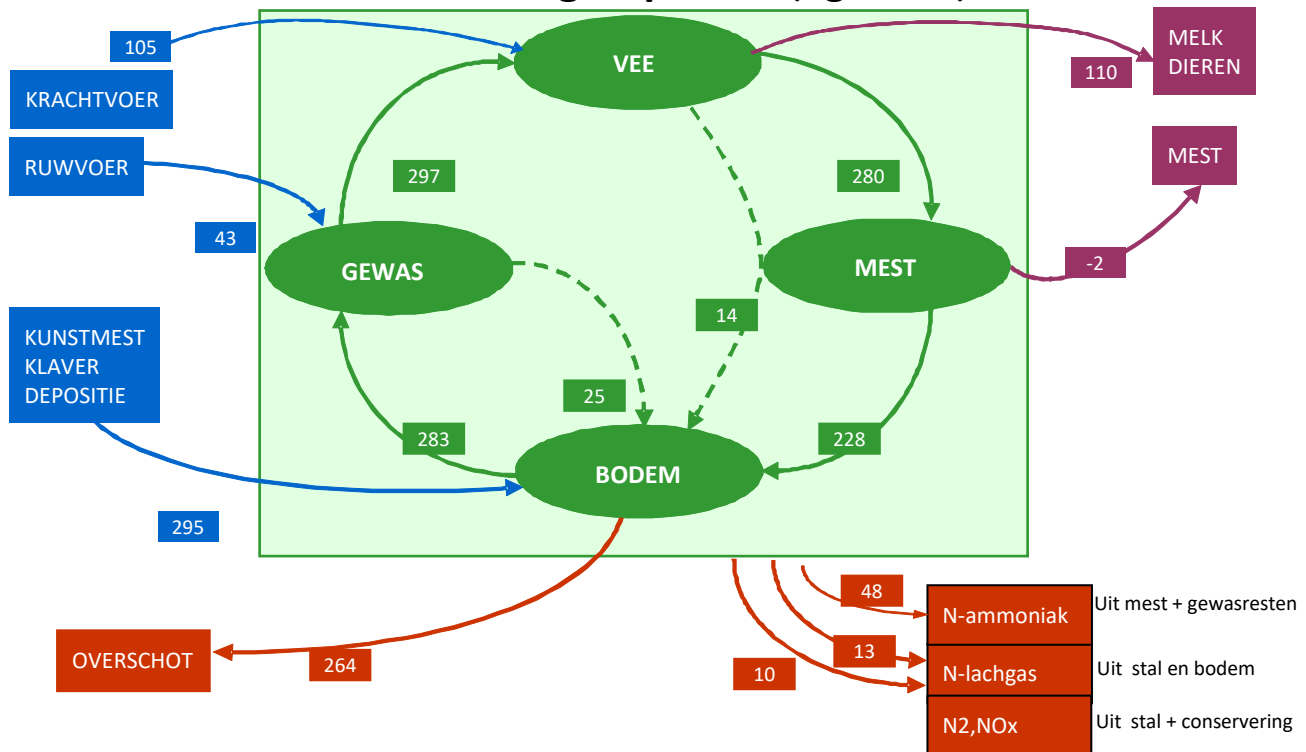 105
VEE
MELK
DIEREN
110
KRACHTVOER
RUWVOER
MEST
297
280
43
GEWAS
MEST
-2
14
KUNSTMEST
KLAVER
DEPOSITIE
25
283
228
BODEM
295
48
N-ammoniak
Uit mest + gewasresten
OVERSCHOT
264
13
10
N-lachgas
Uit stal en bodem
N2,NOx
Uit stal + conservering